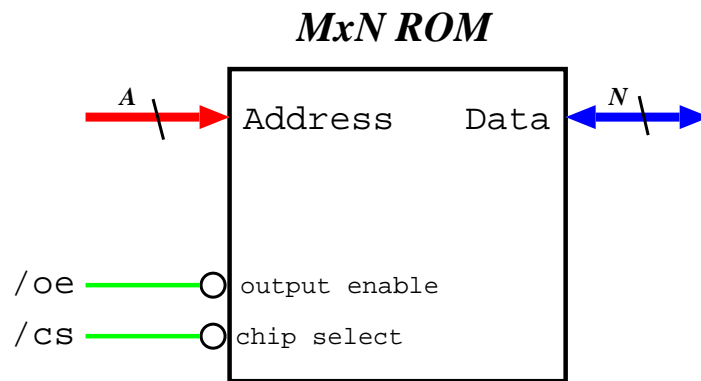 MxN ROM
A Address Data N
/oe output enable
/cs chip select